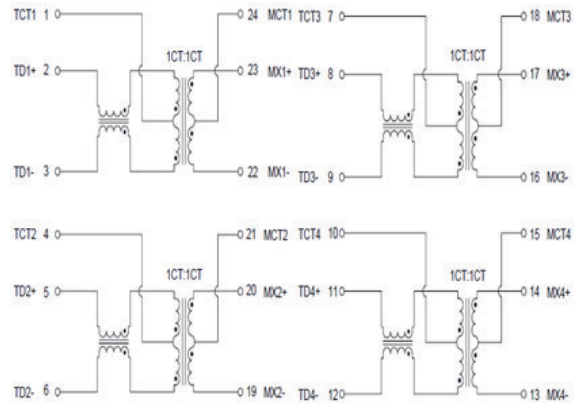 TCT1 1 24 MCT1
1CT:1CT
TD1+ 2 23 MX1+
TD1- 3 22 MX1-
TCT3 7 18 MCT3
1CT:1CT
TD3+ 8 17 MX3+
TD3- 9 16 MX3-
TCT2 4 21 MCT2
1CT:1CT
TD2+ 5 20 MX2+
TD2- 6 19 MX2-
TCT4 10 15 MCT4
1CT:1CT
TD4+ 11 14 MX4+
TD4- 12 13 MX4-